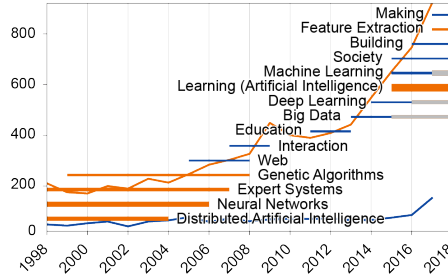 Making
800
Feature Extraction
Building
Society
600
Machine Learning
Learning (Artificial Intelligence)
Deep Learning
Big Data
400
Education
Interaction
Web
Genetic Algorithms
200
Expert Systems
Neural Networks
Distributed Artificial Intelligence
0
1998
2000
2002
2004
2006
2008
2010
2012
2014
2016
2018